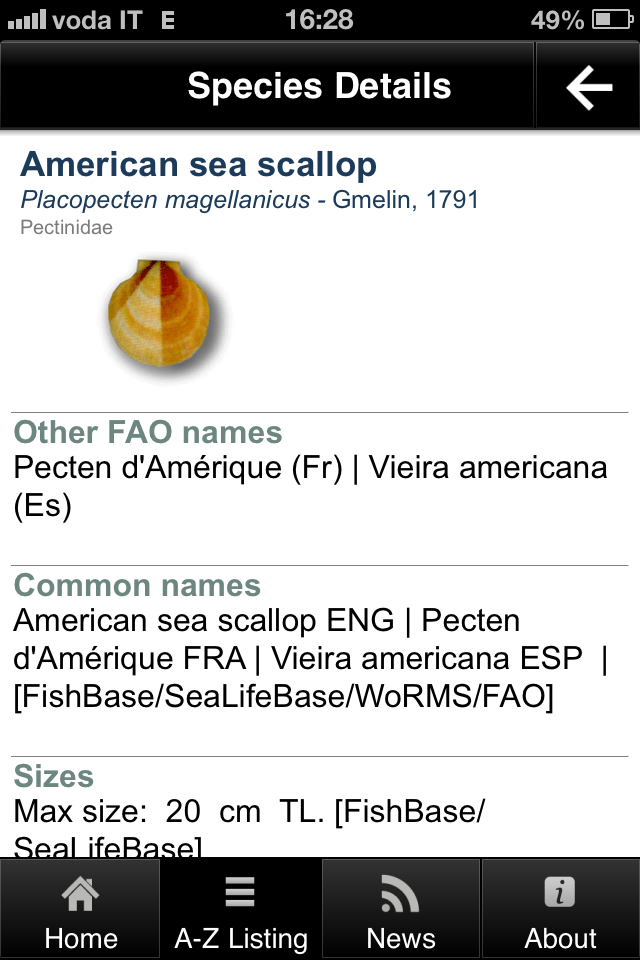 voda IT E 16:28 49%
Species Details
American sea scallop
Placopecten magellanicus - Gmelin, 1791
Pectinidae
Other FAO names
Pecten d'Amérique (Fr) | Vieira americana
(Es)
Common names
American sea scallop ENG | Pecten
d'Amérique FRA | Vieira americana ESP |
[FishBase/SeaLifeBase/WoRMS/FAO]
Sizes
Max size: 20 cm TL. [FishBase/
SeaLifeBase]
Home A-Z Listing News About